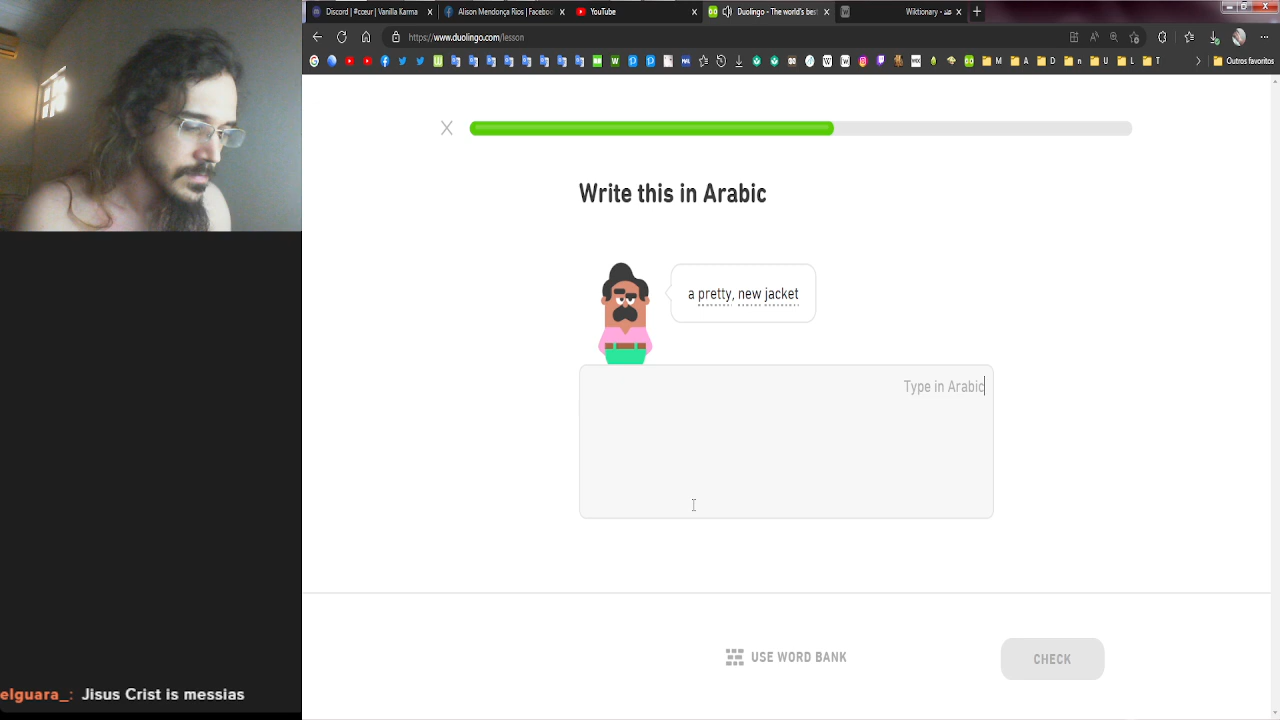 Discord | #cœur | Vanilla Karma
Alison Mendonça Rios | Facebook
YouTube
Duolingo - The world's best
Wiktionary
https://www.duolingo.com/lesson
Outros favoritos
Write this in Arabic
a pretty, new jacket
Type in Arabic
USE WORD BANK
CHECK
elguara_: Jisus Crist is messias